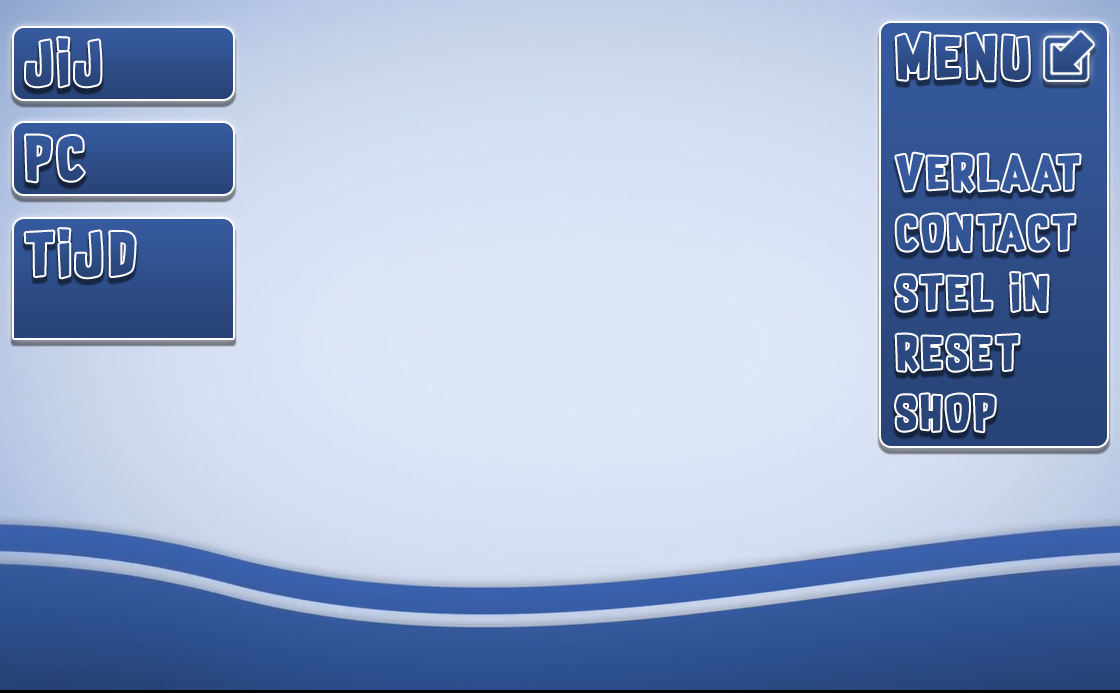 JiJ
PC
TiJD
MENU
VERLAAT
CONTACT
STEL iN
RESET
SHOP